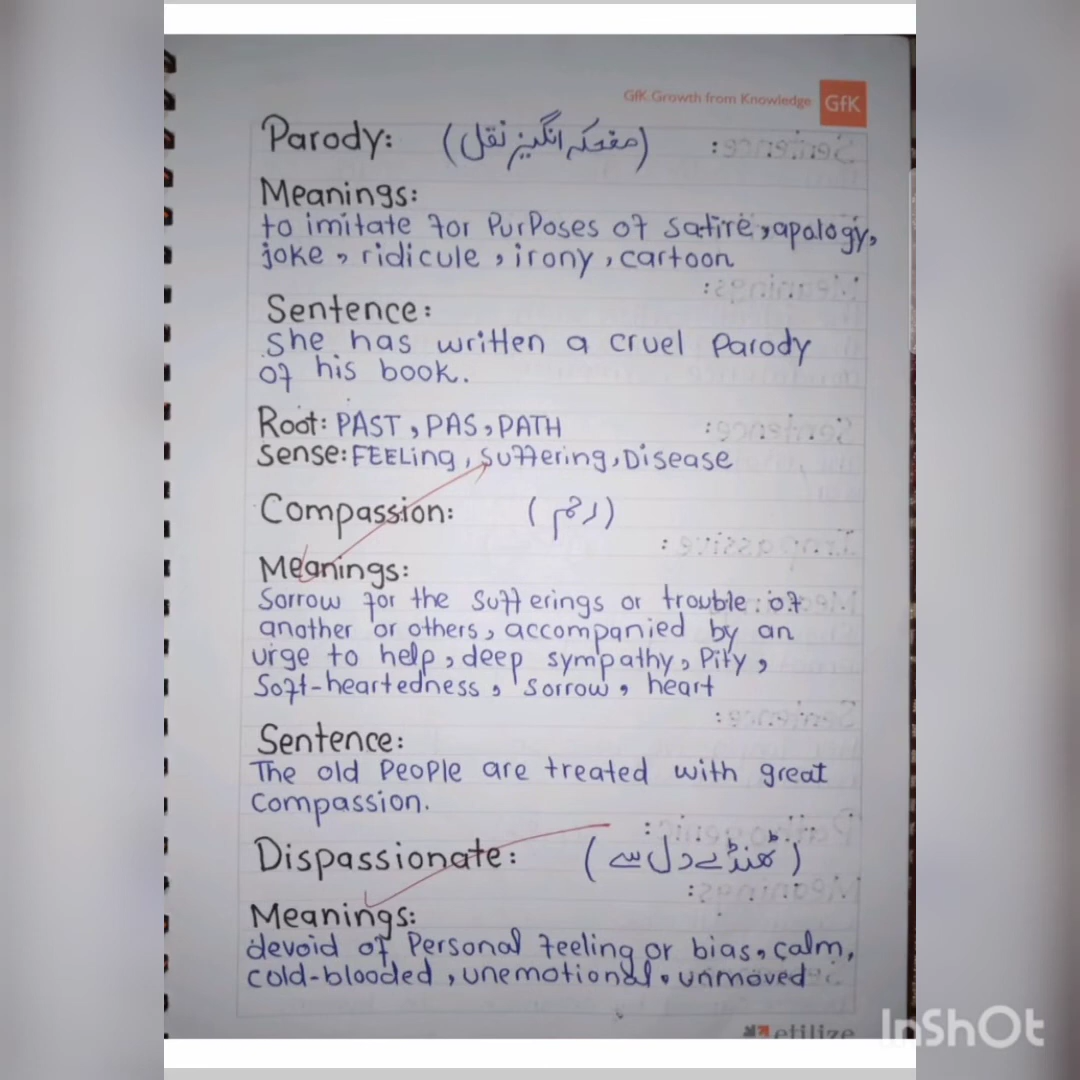 GfK. Growth from Knowledge GfK
Parody: (مضحکہ انگیز نقل)
Meanings:
to imitate for Purposes of satire, apalogy,
joke, ridicule, irony, cartoon
Sentence:
She has written a cruel Parody
of his book.
Root: PAST, PAS, PATH
Sense: FEELing, Suffering, Disease
Compassion: (رحم)
Meanings:
Sorrow for the sufferings or trouble of
another or others, accompanied by an
urge to help, deep sympathy, Pity,
Soft-heartedness, sorrow, heart
Sentence:
The old People are treated with great
Compassion.
Dispassionate: (ٹھنڈے دل سے)
Meanings:
devoid of Personal feeling or bias, calm,
cold-blooded, unemotional, unmoved
etilize
InShOt